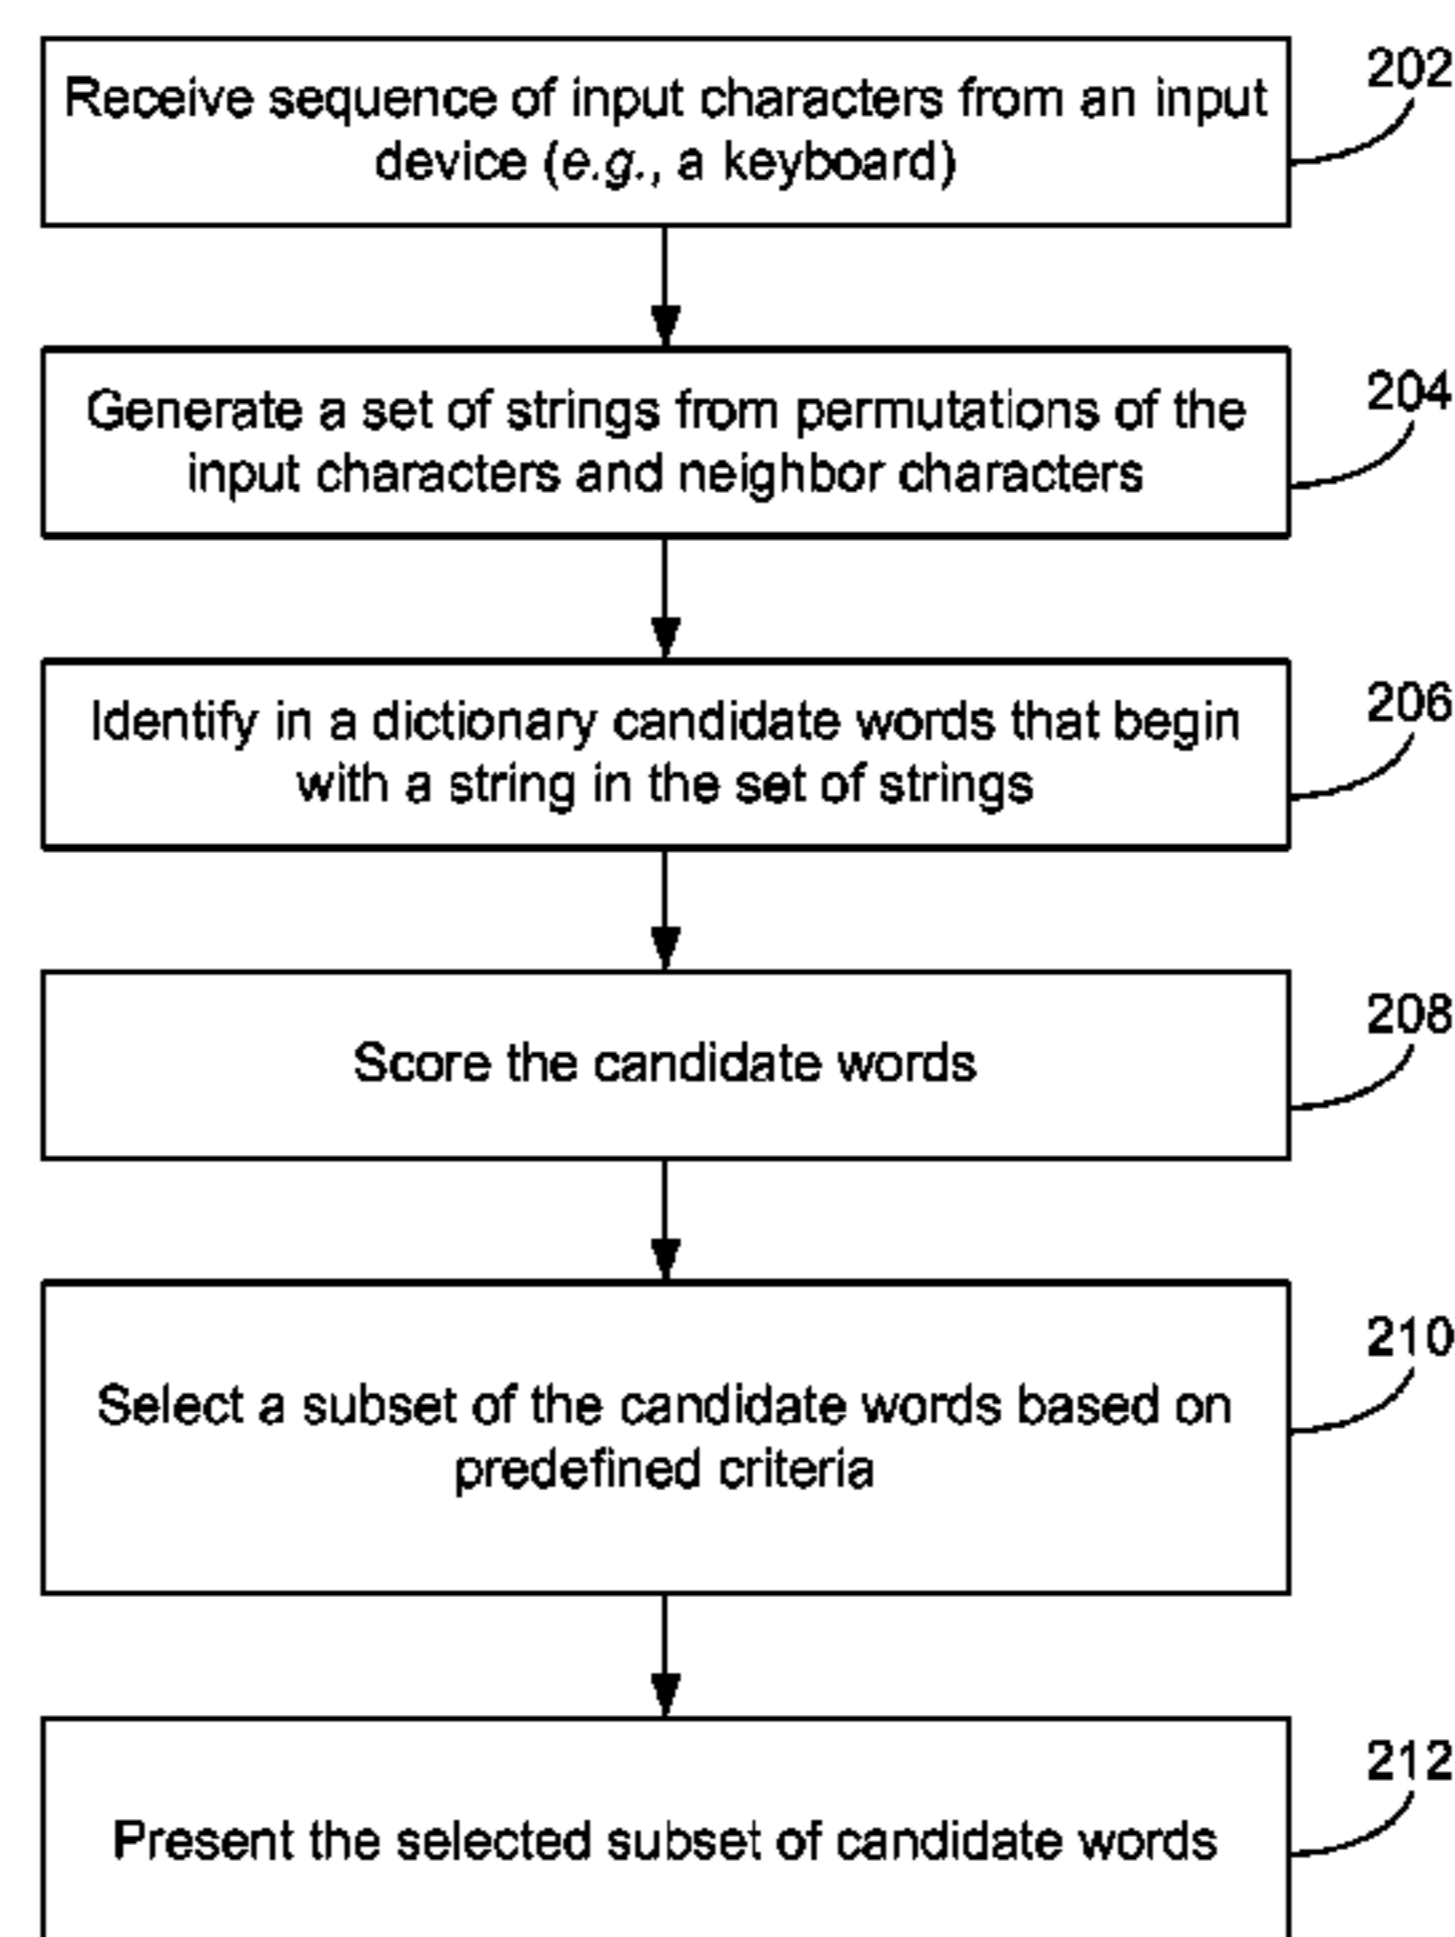 202
Receive sequence of input characters from an input
device (e.g., a keyboard)
204
Generate a set of strings from permutations of the
input characters and neighbor characters
206
Identify in a dictionary candidate words that begin
with a string in the set of strings
208
Score the candidate words
210
Select a subset of the candidate words based on
predefined criteria
212
Present the selected subset of candidate words